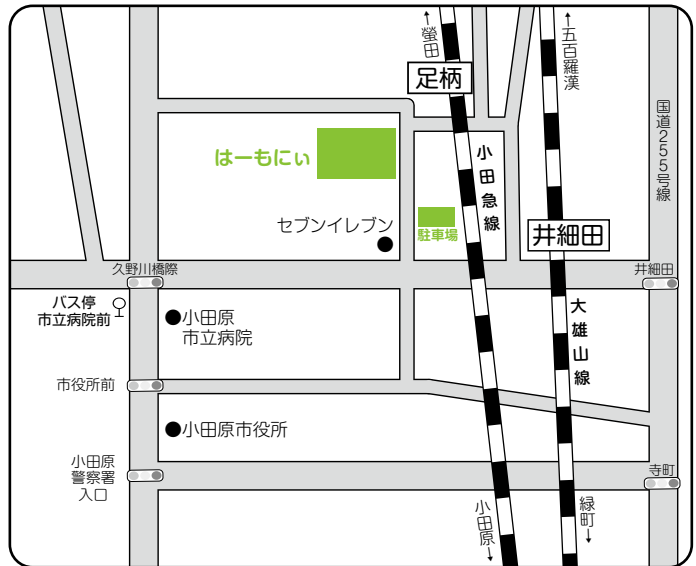 ←螢田
←五百羅漢
足柄
国道255号線
はーもにぃ
小田急線
セブンイレブン
駐車場
井細田
久野川橋際
井細田
バス停
市立病院前
小田原
市立病院
大雄山線
市役所前
小田原市役所
小田原
警察署
入口
寺町
小田原→
緑町→